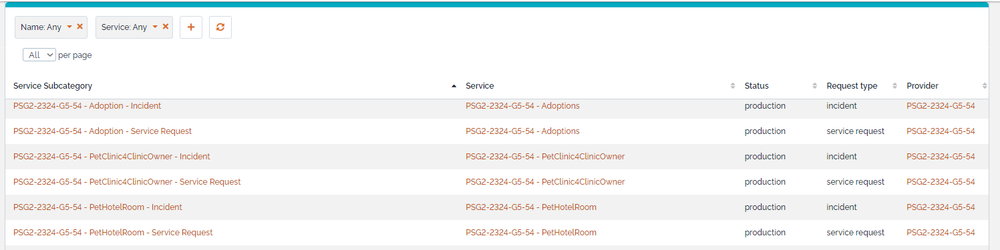 Name: Any Service: Any
All per page
Service Subcategory Service Status Request type Provider
PSG2-2324-G5-54 - Adoption - Incident PSG2-2324-G5-54 - Adoptions production incident PSG2-2324-G5-54
PSG2-2324-G5-54 - Adoption - Service Request PSG2-2324-G5-54 - Adoptions production service request PSG2-2324-G5-54
PSG2-2324-G5-54 - PetClinic4ClinicOwner - Incident PSG2-2324-G5-54 - PetClinic4ClinicOwner production incident PSG2-2324-G5-54
PSG2-2324-G5-54 - PetClinic4ClinicOwner - Service Request PSG2-2324-G5-54 - PetClinic4ClinicOwner production service request PSG2-2324-G5-54
PSG2-2324-G5-54 - PetHotelRoom - Incident PSG2-2324-G5-54 - PetHotelRoom production incident PSG2-2324-G5-54
PSG2-2324-G5-54 - PetHotelRoom - Service Request PSG2-2324-G5-54 - PetHotelRoom production service request PSG2-2324-G5-54